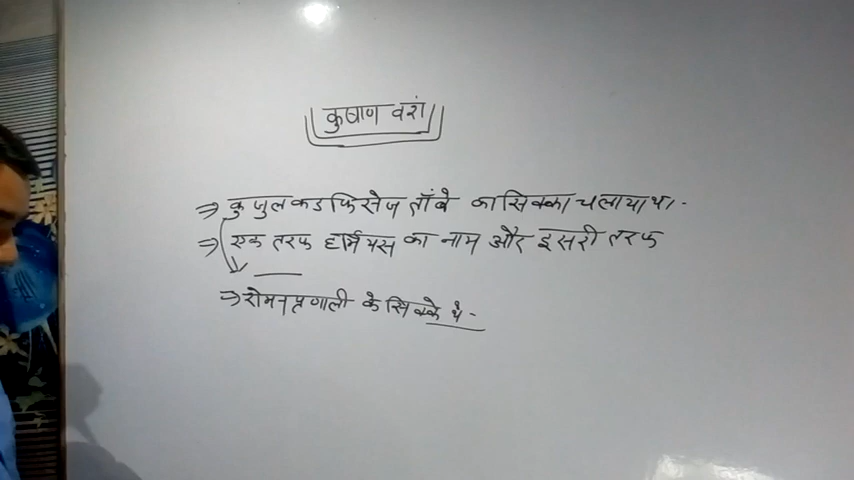 कुषाण वंश
⇒ कुजुल कडफिसेज ताँबे का सिक्का चलाया था।
⇒ एक तरफ हर्मियस का नाम और दूसरी तरफ
⇒ रोमन प्रणाली के सिक्के थे -